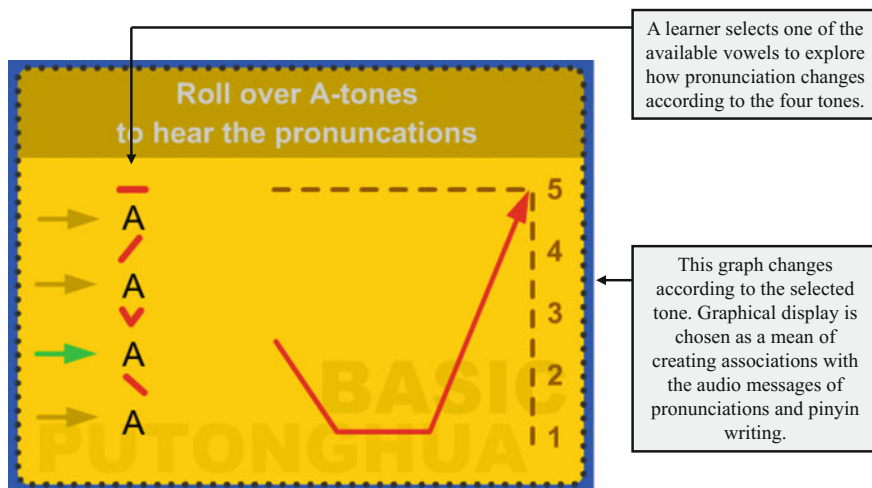 A learner selects one of the
available vowels to explore
how pronunciation changes
according to the four tones.
Roll over A-tones
to hear the pronuncations
Ā
Á
Ǎ
À
5
4
3
2
1
BASIC
PUTONGHUA
This graph changes
according to the selected
tone. Graphical display is
chosen as a mean of
creating associations with
the audio messages of
pronunciations and pinyin
writing.